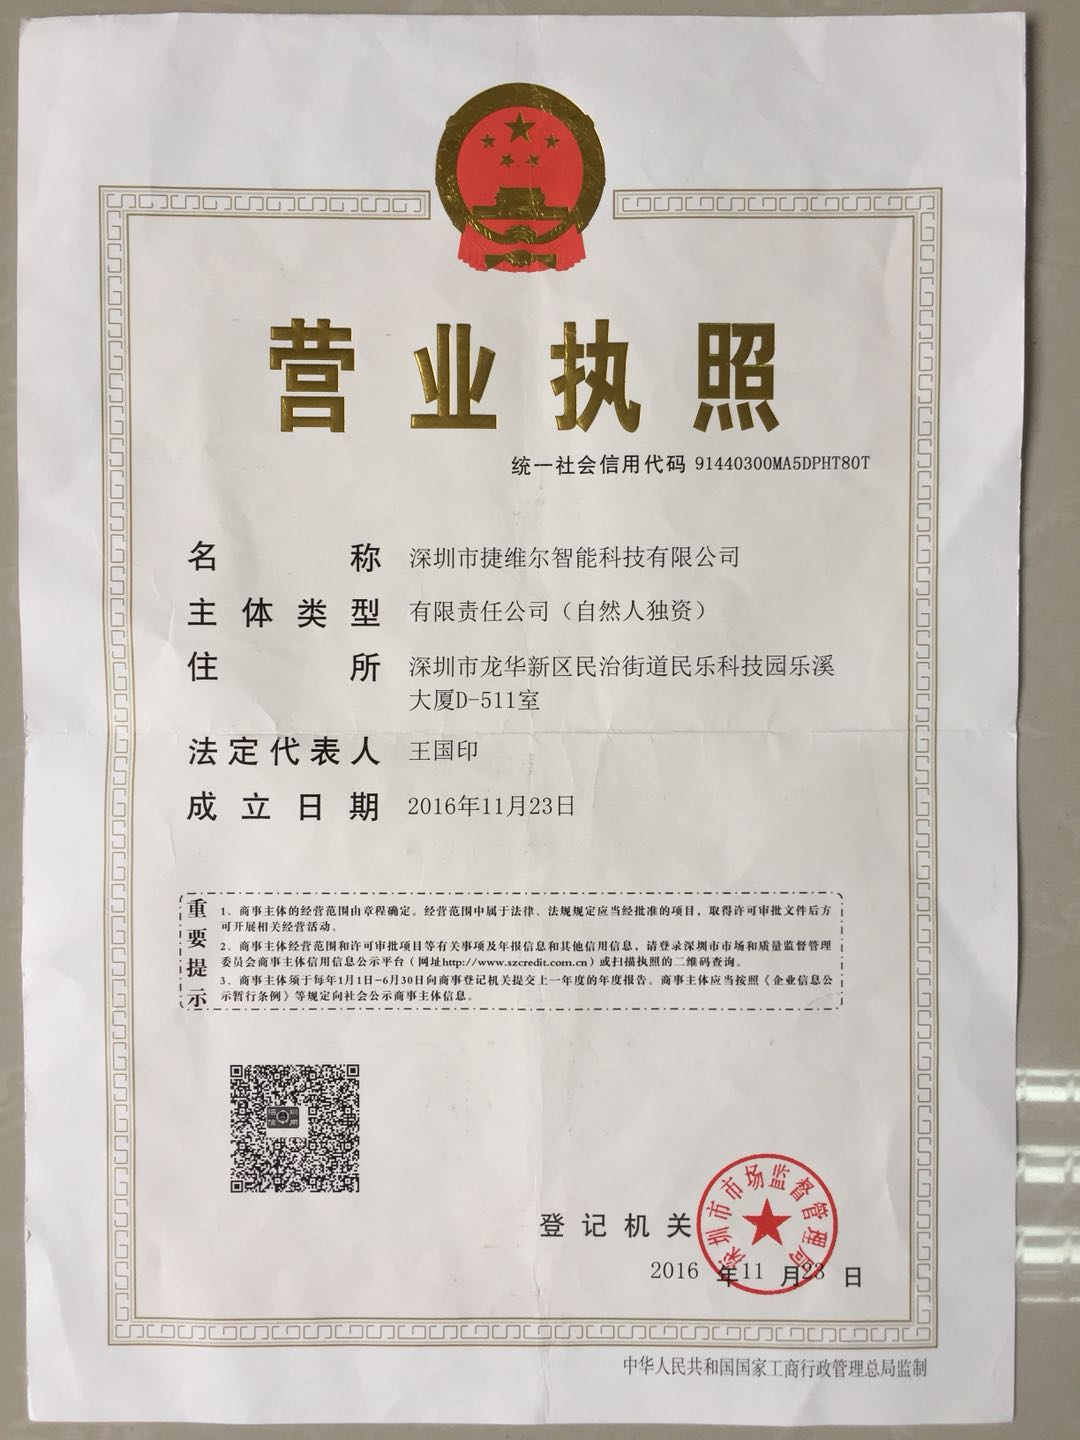 营业执照
统一社会信用代码 91440300MA5DPHT80T
名称 深圳市捷维尔智能科技有限公司
主体类型 有限责任公司（自然人独资）
住所 深圳市龙华新区民治街道民乐科技园乐溪
大厦D-511室
法定代表人 王国印
成立日期 2016年11月23日
重要提示
1、商事主体的经营范围由章程确定。经营范围中属于法律、法规规定应当经批准的项目，取得许可审批文件后方
可开展相关经营活动。
2、商事主体经营范围和许可审批项目等有关事项及年报信息和其他信用信息，请登录深圳市市场和质量监督管理
委员会商事主体信用信息公示平台（网址http://www.szcredit.com.cn）或扫描执照的二维码查询。
3、商事主体须于每年1月1日-6月30日向商事登记机关提交上一年度的年度报告。商事主体应当按照《企业信息公
示暂行条例》等规定向社会公示商事主体信息。
登记机关
深圳市市场监督管理局
2016 年 11 月 23 日
中华人民共和国国家工商行政管理总局监制